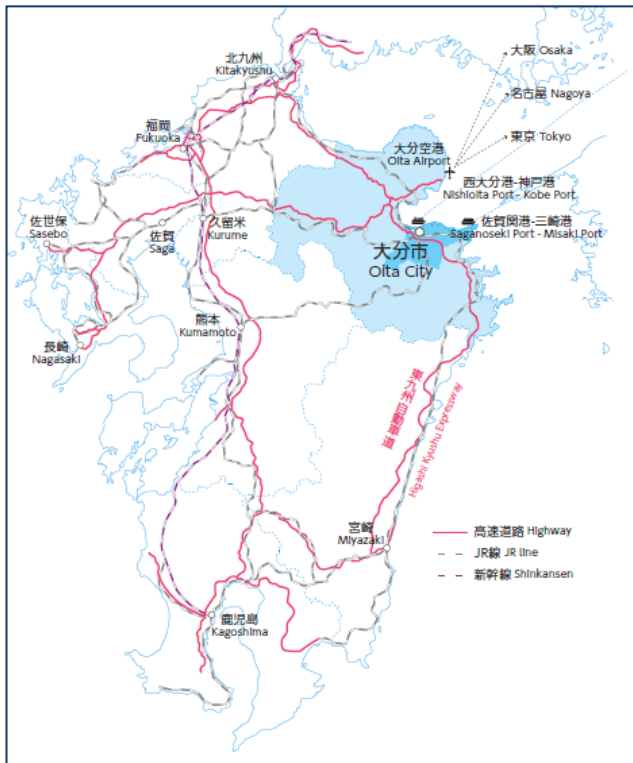 大阪 Osaka
名古屋 Nagoya
東京 Tokyo
北九州
Kitakyushu
福岡
Fukuoka
大分空港
Oita Airport
西大分港-神戸港
NishiOita Port - Kobe Port
佐賀関港-三崎港
Saganoseki Port - Misaki Port
大分市
Oita City
佐世保
Sasebo
佐賀
Saga
久留米
Kurume
長崎
Nagasaki
熊本
Kumamoto
東九州自動車道
Higashi Kyushu Expressway
宮崎
Miyazaki
鹿児島
Kagoshima
高速道路 Highway
JR線 JR line
新幹線 Shinkansen